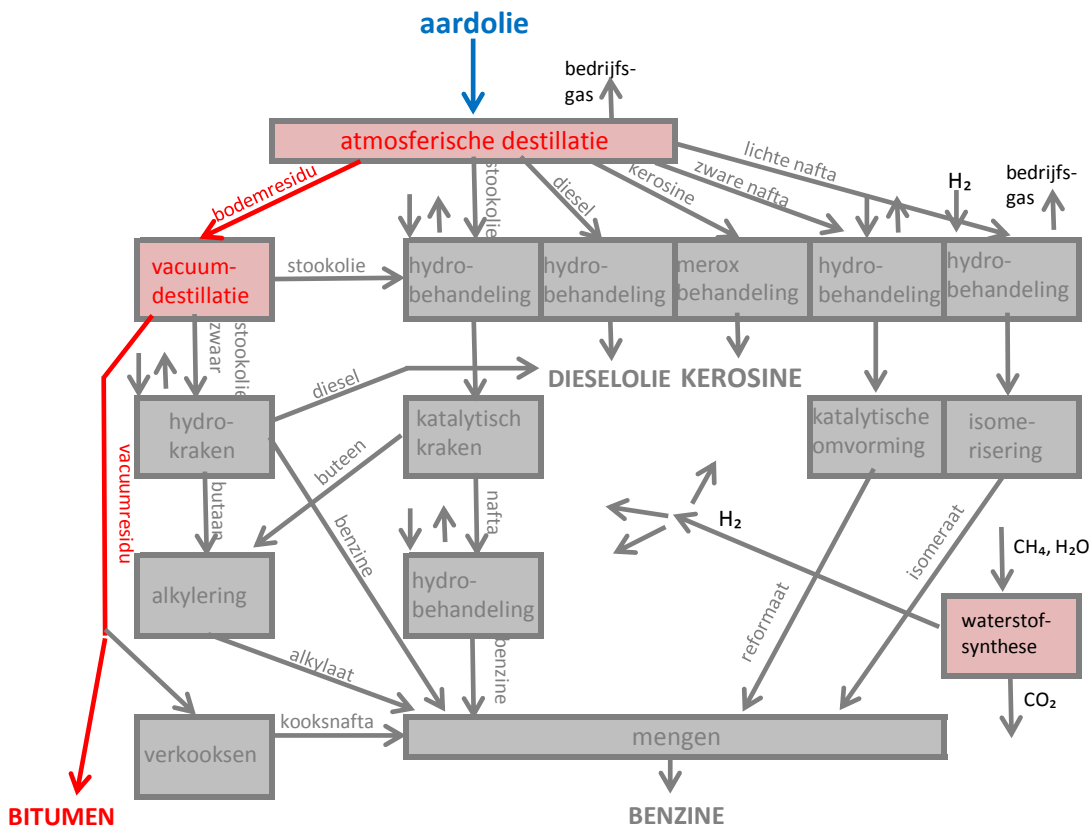 aardolie
bedrijfs-
gas
atmosferische destillatie
bodemresidu
stookolie
diesel
kerosine
zware nafta
lichte nafta
H₂
bedrijfs-
gas
vacuum-
destillatie
stookolie
hydro-
behandeling
hydro-
behandeling
merox
behandeling
hydro-
behandeling
hydro-
behandeling
zwaar
stookolie
diesel
DIESELOLIE
KEROSINE
hydro-
kraken
katalytisch
kraken
katalytische
omvorming
isome-
risering
vacuumresidu
butaan
buteen
benzine
nafta
H₂
reformaat
isomeraat
CH₄, H₂O
alkylering
hydro-
behandeling
waterstof-
synthese
alkylaat
benzine
CO₂
verkooksen
kooksnafta
mengen
BITUMEN
BENZINE